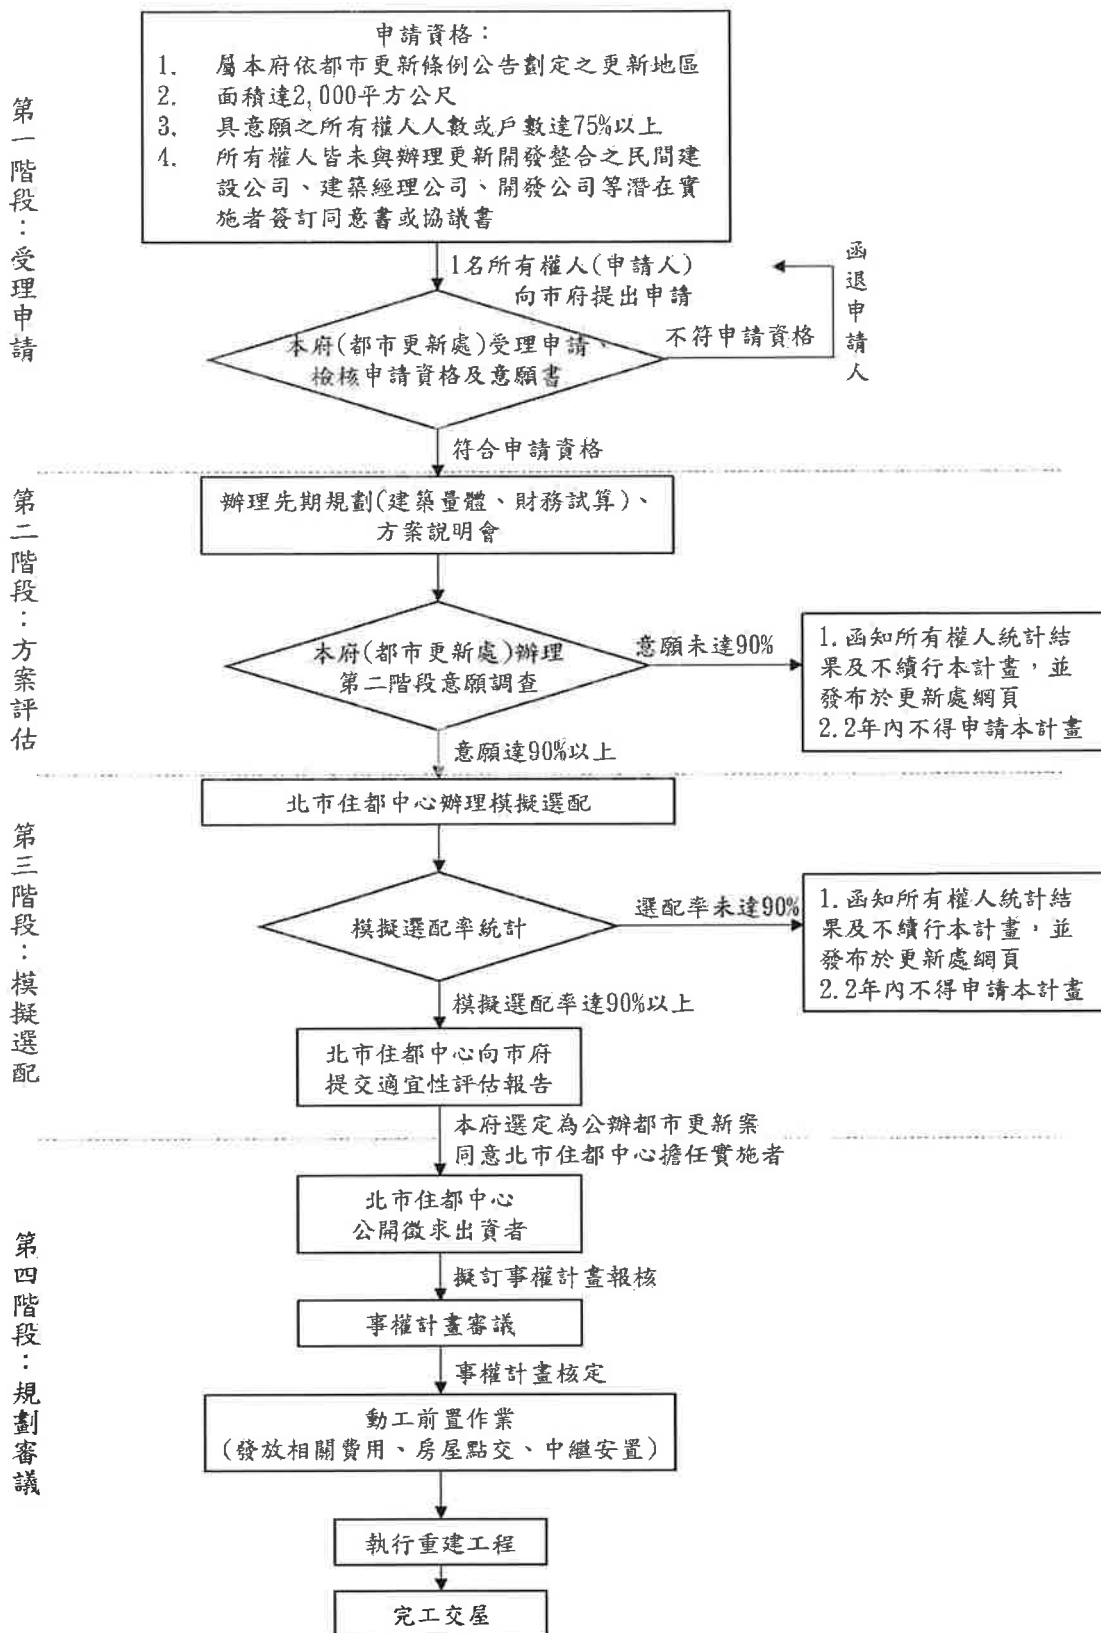 第一階段：受理申請
申請資格：
1. 屬本府依都市更新條例公告劃定之更新地區
2. 面積達2,000平方公尺
3. 具意願之所有權人人數或戶數達75%以上
4. 所有權人皆未與辦理更新開發整合之民間建
設公司、建築經理公司、開發公司等潛在實
施者簽訂同意書或協議書
1名所有權人(申請人)
向市府提出申請
函退申請人
本府(都市更新處)受理申請、
檢核申請資格及意願書
不符申請資格
符合申請資格
第二階段：方案評估
辦理先期規劃(建築量體、財務試算)、
方案說明會
本府(都市更新處)辦理
第二階段意願調查
意願未達90%
1.函知所有權人統計結
果及不續行本計畫，並
發布於更新處網頁
2.2年內不得申請本計畫
意願達90%以上
第三階段：模擬選配
北市住都中心辦理模擬選配
模擬選配率統計
選配率未達90%
1.函知所有權人統計結
果及不續行本計畫，並
發布於更新處網頁
2.2年內不得申請本計畫
模擬選配率達90%以上
北市住都中心向市府
提交適宜性評估報告
本府選定為公辦都市更新案
同意北市住都中心擔任實施者
第四階段：規劃審議
北市住都中心
公開徵求出資者
擬訂事權計畫報核
事權計畫審議
事權計畫核定
動工前置作業
(發放相關費用、房屋點交、中繼安置)
執行重建工程
完工交屋